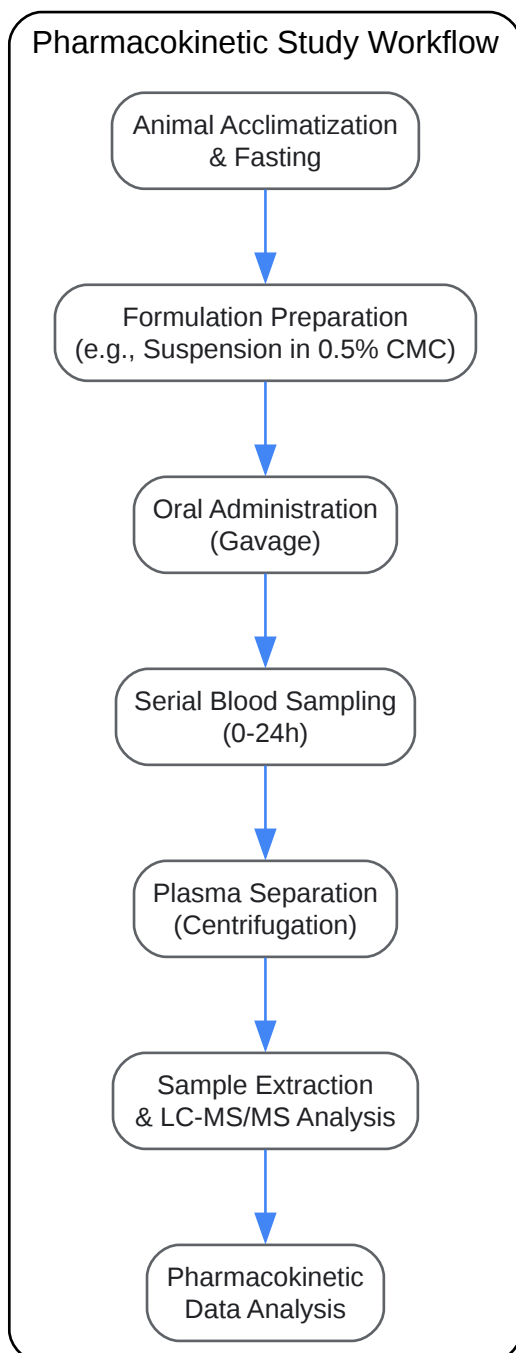 Pharmacokinetic Study Workflow
Animal Acclimatization
& Fasting
Formulation Preparation
(e.g., Suspension in 0.5% CMC)
Oral Administration
(Gavage)
Serial Blood Sampling
(0-24h)
Plasma Separation
(Centrifugation)
Sample Extraction
& LC-MS/MS Analysis
Pharmacokinetic
Data Analysis